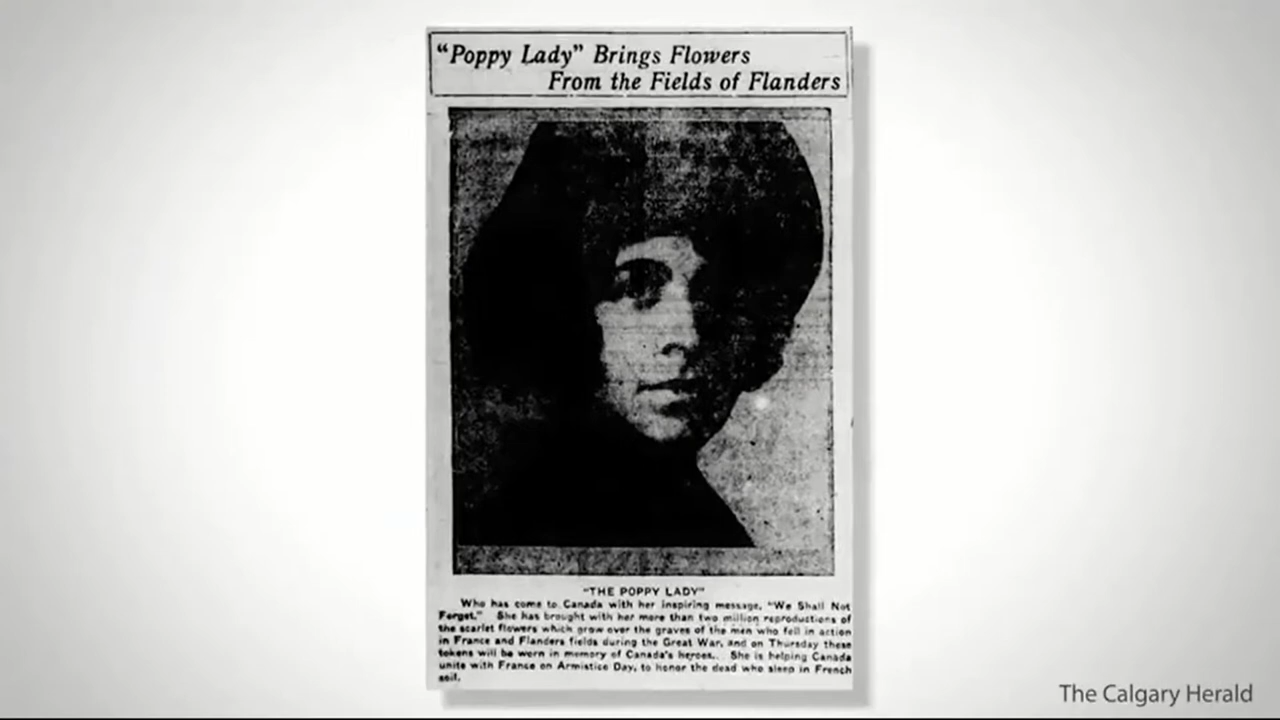 “Poppy Lady” Brings Flowers
From the Fields of Flanders
“THE POPPY LADY”
Who has come to Canada with her inspiring message, “We Shall Not
Forget.” She has brought with her more than two million reproductions of
the scarlet flowers which grow over the graves of the men who fell in action
in France and Flanders fields during the Great War, and on Thursday these
tokens will be worn in memory of Canada's heroes. She is helping Canada
unite with France on Armistice Day, to honor the dead who sleep in French
soil.
The Calgary Herald